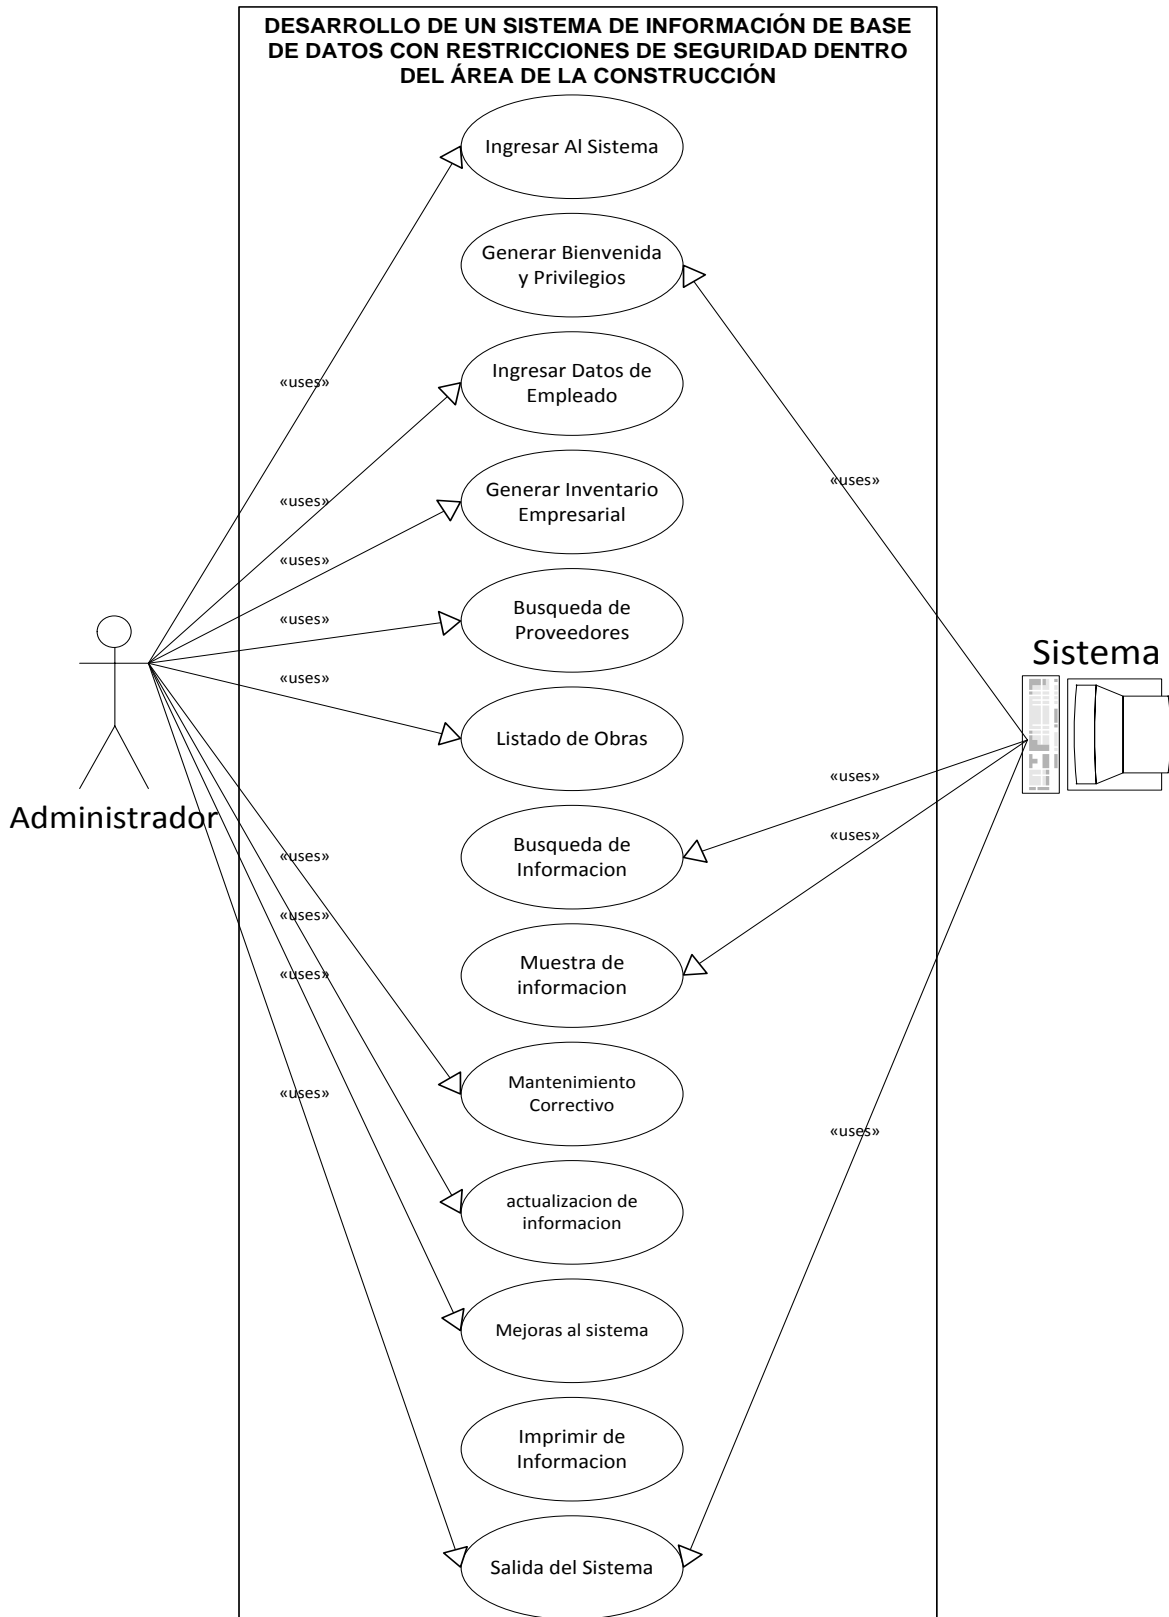 DESARROLLO DE UN SISTEMA DE INFORMACIÓN DE BASE
DE DATOS CON RESTRICCIONES DE SEGURIDAD DENTRO
DEL ÁREA DE LA CONSTRUCCIÓN
Ingresar Al Sistema
Generar Bienvenida
y Privilegios
«uses»
Ingresar Datos de
Empleado
«uses»
Generar Inventario
Empresarial
«uses»
«uses»
«uses»
Busqueda de
Proveedores
Sistema
«uses»
Listado de Obras
«uses»
Administrador
«uses»
«uses»
Busqueda de
Informacion
«uses»
«uses»
Muestra de
informacion
Mantenimiento
Correctivo
«uses»
«uses»
actualizacion de
informacion
Mejoras al sistema
Imprimir de
Informacion
Salida del Sistema